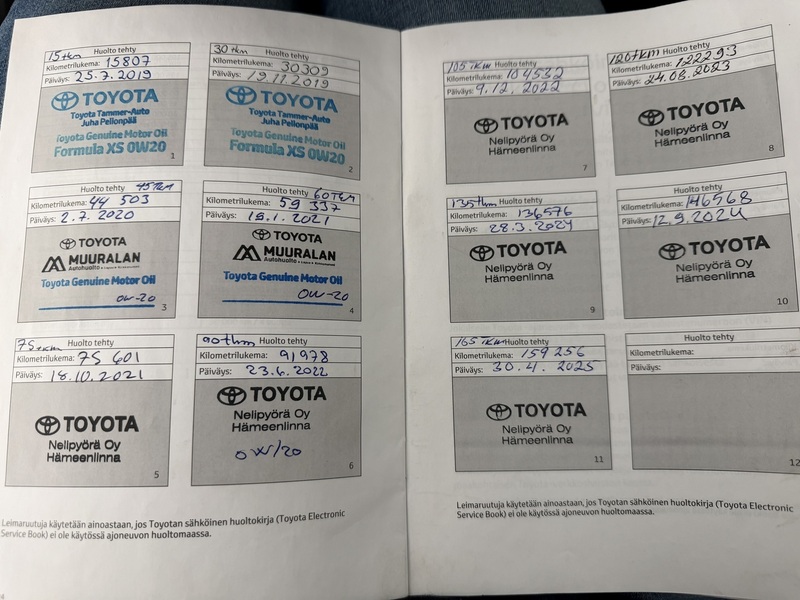 15tkm Huolto tehty
Kilometrilukema: 15807
Päiväys: 25.7.2019
TOYOTA
Toyota Tammer-Auto
Juha Pellonpää
Toyota Genuine Motor Oil
Formula XS 0W20
1
30tkm Huolto tehty
Kilometrilukema: 30309
Päiväys: 19.11.2019
TOYOTA
Toyota Tammer-Auto
Juha Pellonpää
Toyota Genuine Motor Oil
Formula XS 0W20
2
Huolto tehty 45TKM
Kilometrilukema: 44 503
Päiväys: 2.7.2020
TOYOTA
MUURALAN
Autohuolto
Toyota Genuine Motor Oil
0W-20
3
Huolto tehty 60TKM
Kilometrilukema: 59 337
Päiväys: 18.1.2021
TOYOTA
MUURALAN
Autohuolto
Toyota Genuine Motor Oil
0W-20
4
75tkm Huolto tehty
Kilometrilukema: 75 601
Päiväys: 18.10.2021
TOYOTA
Nelipyörä Oy
Hämeenlinna
5
90tkm Huolto tehty
Kilometrilukema: 91978
Päiväys: 23.6.2022
TOYOTA
Nelipyörä Oy
Hämeenlinna
0W/20
6
Leimaruutuja käytetään ainoastaan, jos Toyotan sähköinen huoltokirja (Toyota Electronic
Service Book) ei ole käytössä ajoneuvon huoltomaassa.
105TKM Huolto tehty
Kilometrilukema: 104532
Päiväys: 9.12.2022
TOYOTA
Nelipyörä Oy
Hämeenlinna
7
120tkm Huolto tehty
Kilometrilukema: 122293
Päiväys: 24.08.2023
TOYOTA
Nelipyörä Oy
Hämeenlinna
8
135tkm Huolto tehty
Kilometrilukema: 136576
Päiväys: 28.3.2024
TOYOTA
Nelipyörä Oy
Hämeenlinna
9
Huolto tehty
Kilometrilukema: 146568
Päiväys: 12.9.2024
TOYOTA
Nelipyörä Oy
Hämeenlinna
10
165TKM Huolto tehty
Kilometrilukema: 159256
Päiväys: 30.4.2025
TOYOTA
Nelipyörä Oy
Hämeenlinna
11
Huolto tehty
Kilometrilukema:
Päiväys:
12
Leimaruutuja käytetään ainoastaan, jos Toyotan sähköinen huoltokirja (Toyota Electronic
Service Book) ei ole käytössä ajoneuvon huoltomaassa.